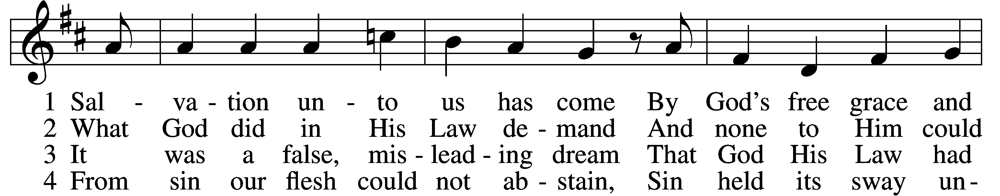 1 Sal - va - tion un - to us has come By God’s free grace and
2 What God did in His Law de - mand And none to Him could
3 It was a false, mis - lead - ing dream That God His Law had
4 From sin our flesh could not ab - stain, Sin held its sway un -